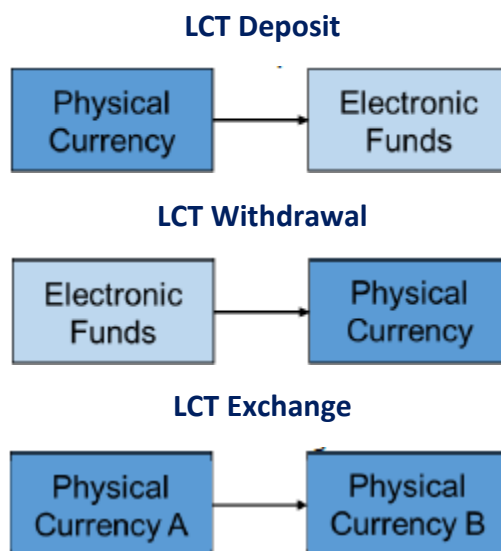 LCT Deposit
Physical
Currency
Electronic
Funds
LCT Withdrawal
Electronic
Funds
Physical
Currency
LCT Exchange
Physical
Currency A
Physical
Currency B